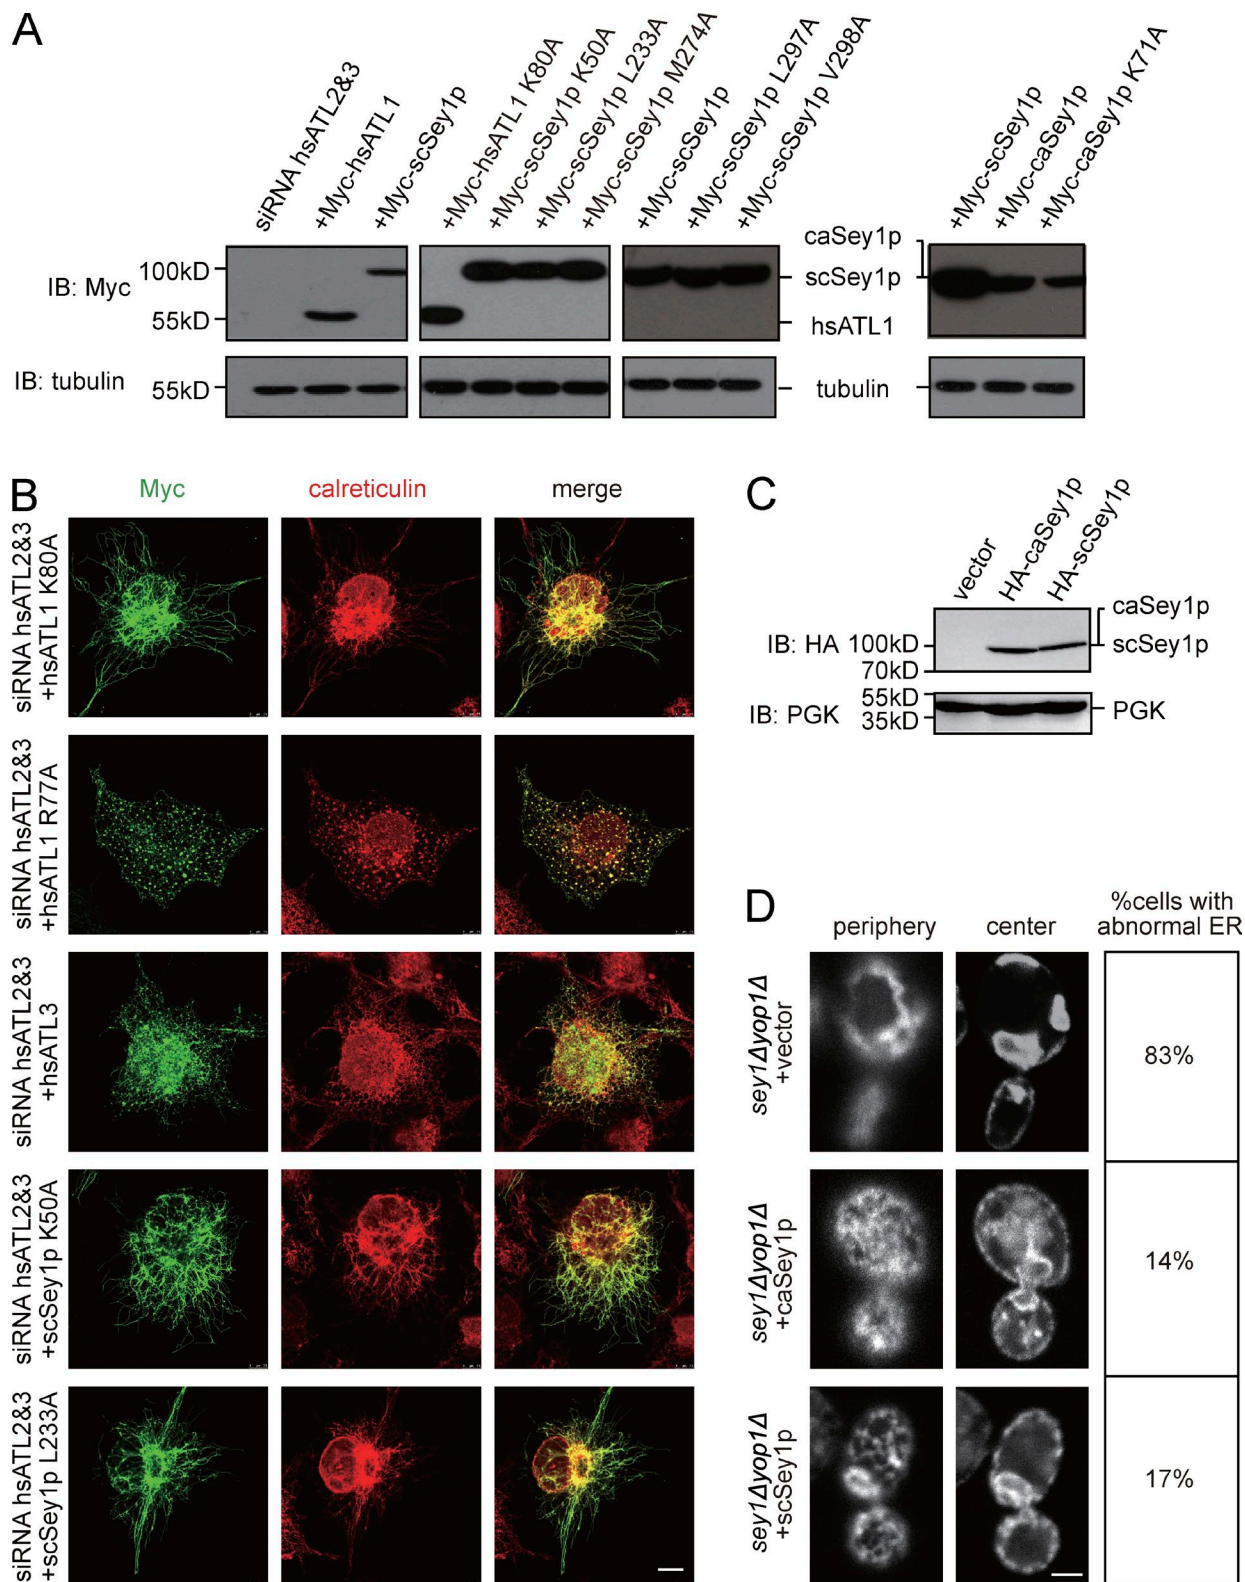 A
siRNA hsATL2&3
+Myc-hsATL1
+Myc-scSey1p
+Myc-hsATL1 K80A
+Myc-scSey1p K50A
+Myc-scSey1p L233A
+Myc-scSey1p M274A
+Myc-scSey1p
+Myc-scSey1p L297A
+Myc-scSey1p V298A
+Myc-scSey1p
+Myc-caSey1p
+Myc-caSey1p K71A
IB: Myc
100kD
55kD
caSey1p
scSey1p
hsATL1
IB: tubulin
55kD
tubulin
B
Myc
calreticulin
merge
siRNA hsATL2&3
+hsATL1 K80A
siRNA hsATL2&3
+hsATL1 R77A
siRNA hsATL2&3
+hsATL3
siRNA hsATL2&3
+scSey1p K50A
siRNA hsATL2&3
+scSey1p L233A
C
vector
HA-caSey1p
HA-scSey1p
IB: HA
100kD
70kD
caSey1p
scSey1p
IB: PGK
55kD
35kD
PGK
D
periphery
center
%cells with
abnormal ER
sey1Δyop1Δ
+vector
83%
sey1Δyop1Δ
+caSey1p
14%
sey1Δyop1Δ
+scSey1p
17%